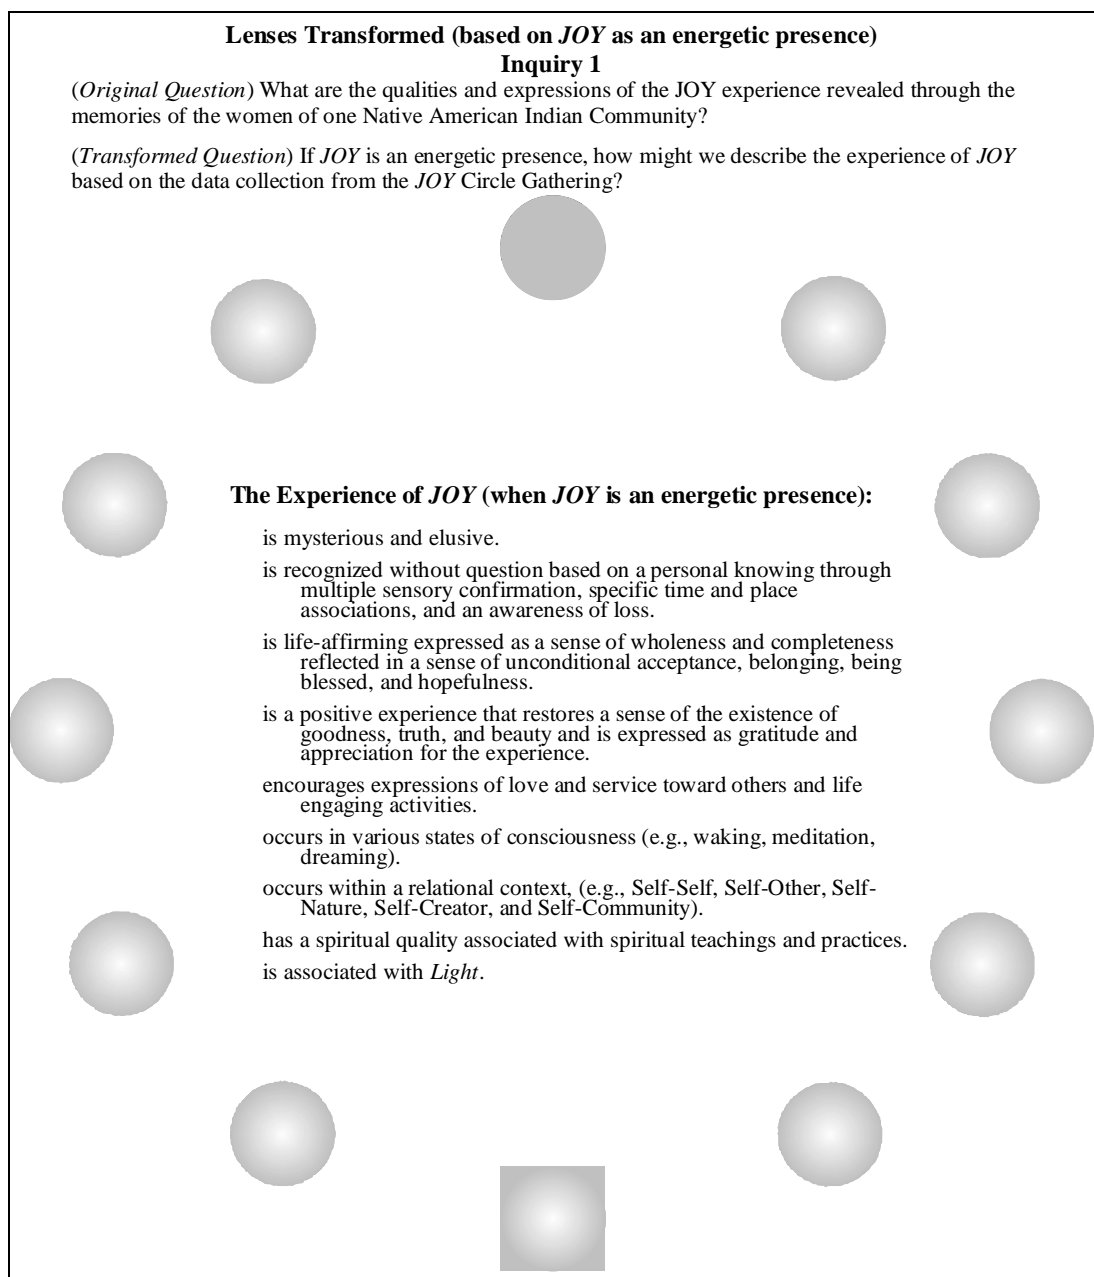 Lenses Transformed (based on JOY as an energetic presence)
Inquiry 1
(Original Question) What are the qualities and expressions of the JOY experience revealed through the
memories of the women of one Native American Indian Community?
(Transformed Question) If JOY is an energetic presence, how might we describe the experience of JOY
based on the data collection from the JOY Circle Gathering?
The Experience of JOY (when JOY is an energetic presence):
is mysterious and elusive.
is recognized without question based on a personal knowing through
multiple sensory confirmation, specific time and place
associations, and an awareness of loss.
is life-affirming expressed as a sense of wholeness and completeness
reflected in a sense of unconditional acceptance, belonging, being
blessed, and hopefulness.
is a positive experience that restores a sense of the existence of
goodness, truth, and beauty and is expressed as gratitude and
appreciation for the experience.
encourages expressions of love and service toward others and life
engaging activities.
occurs in various states of consciousness (e.g., waking, meditation,
dreaming).
occurs within a relational context, (e.g., Self-Self, Self-Other, Self-
Nature, Self-Creator, and Self-Community).
has a spiritual quality associated with spiritual teachings and practices.
is associated with Light.